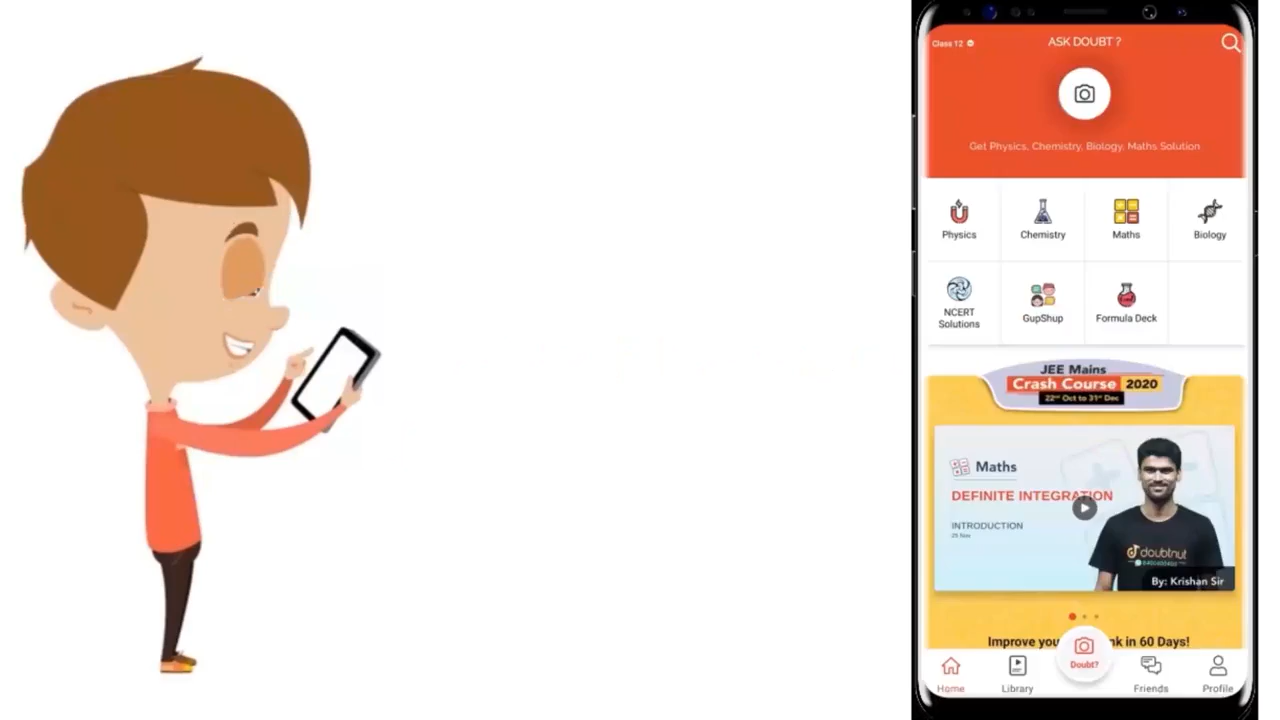 Class 12
ASK DOUBT ?
Get Physics, Chemistry, Biology, Maths Solution
Physics
Chemistry
Maths
Biology
NCERT
Solutions
GupShup
Formula Deck
JEE Mains
Crash Course 2020
22nd Oct to 31st Dec
Maths
DEFINITE INTEGRATION
INTRODUCTION
25 Nov
doubtnut
By: Krishan Sir
in 60 Days!
Doubt?
Home
Library
Friends
Profile